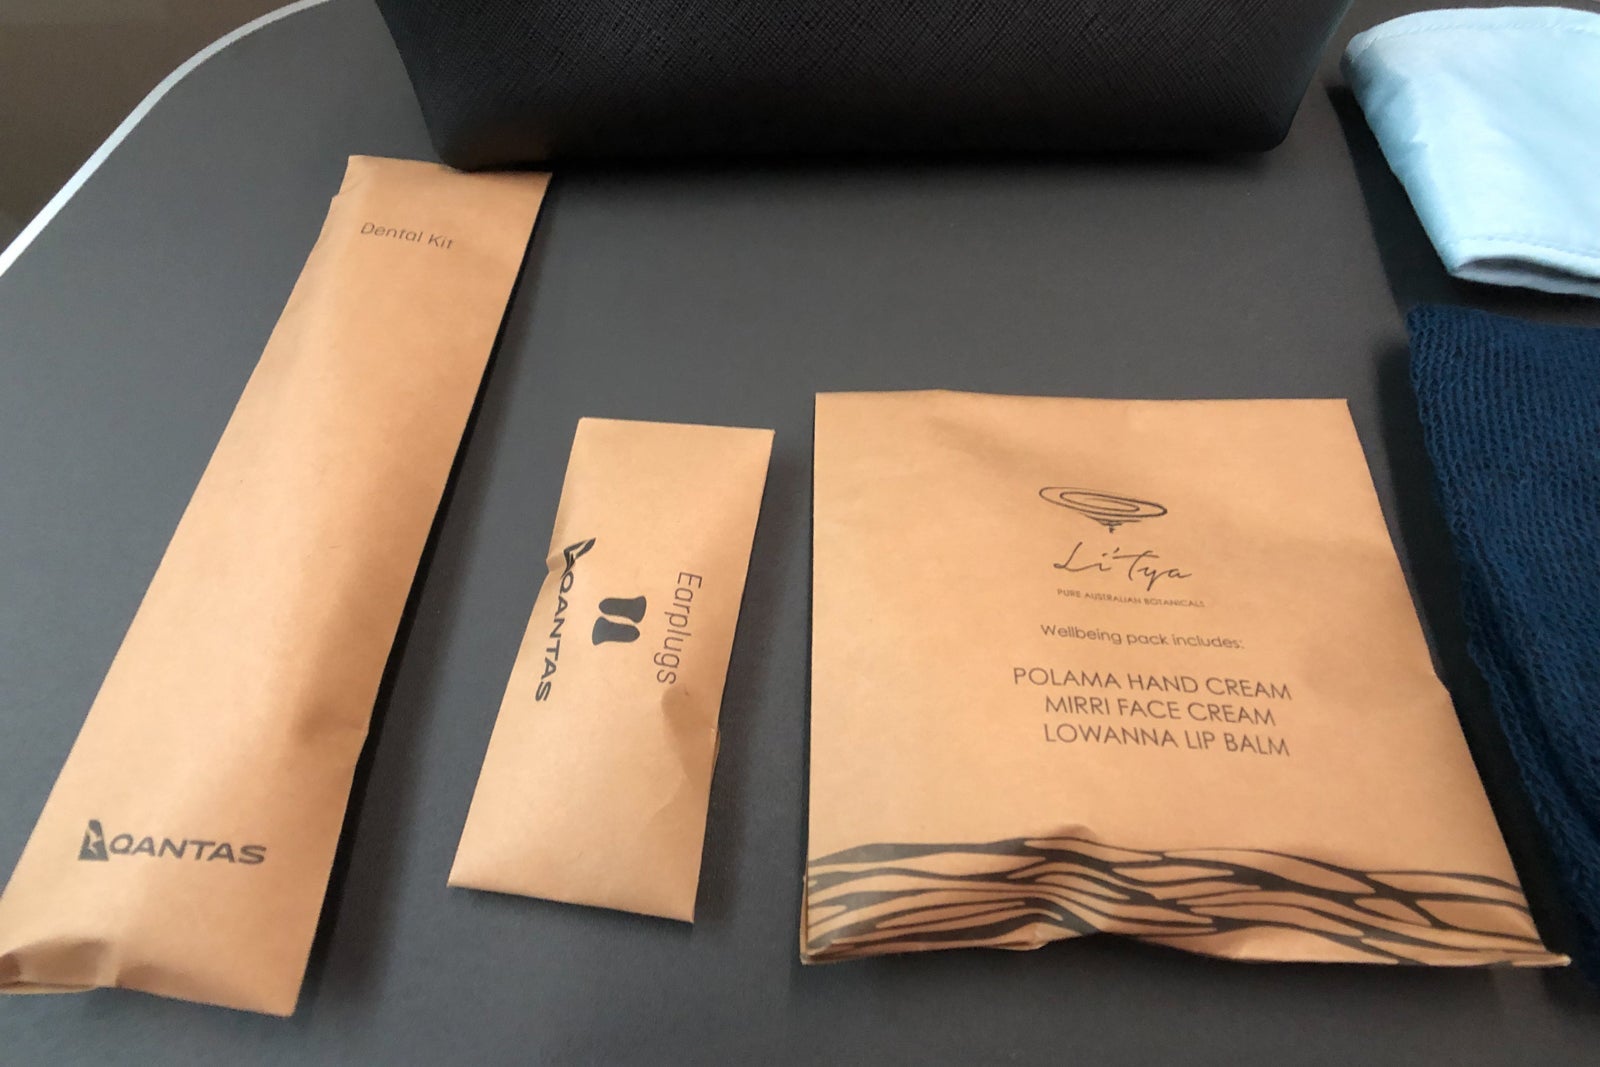 Dental Kit
QANTAS
Earplugs
QANTAS
Li'Tya
PURE AUSTRALIAN BOTANICALS
Wellbeing pack includes:
POLAMA HAND CREAM
MIRRI FACE CREAM
LOWANNA LIP BALM